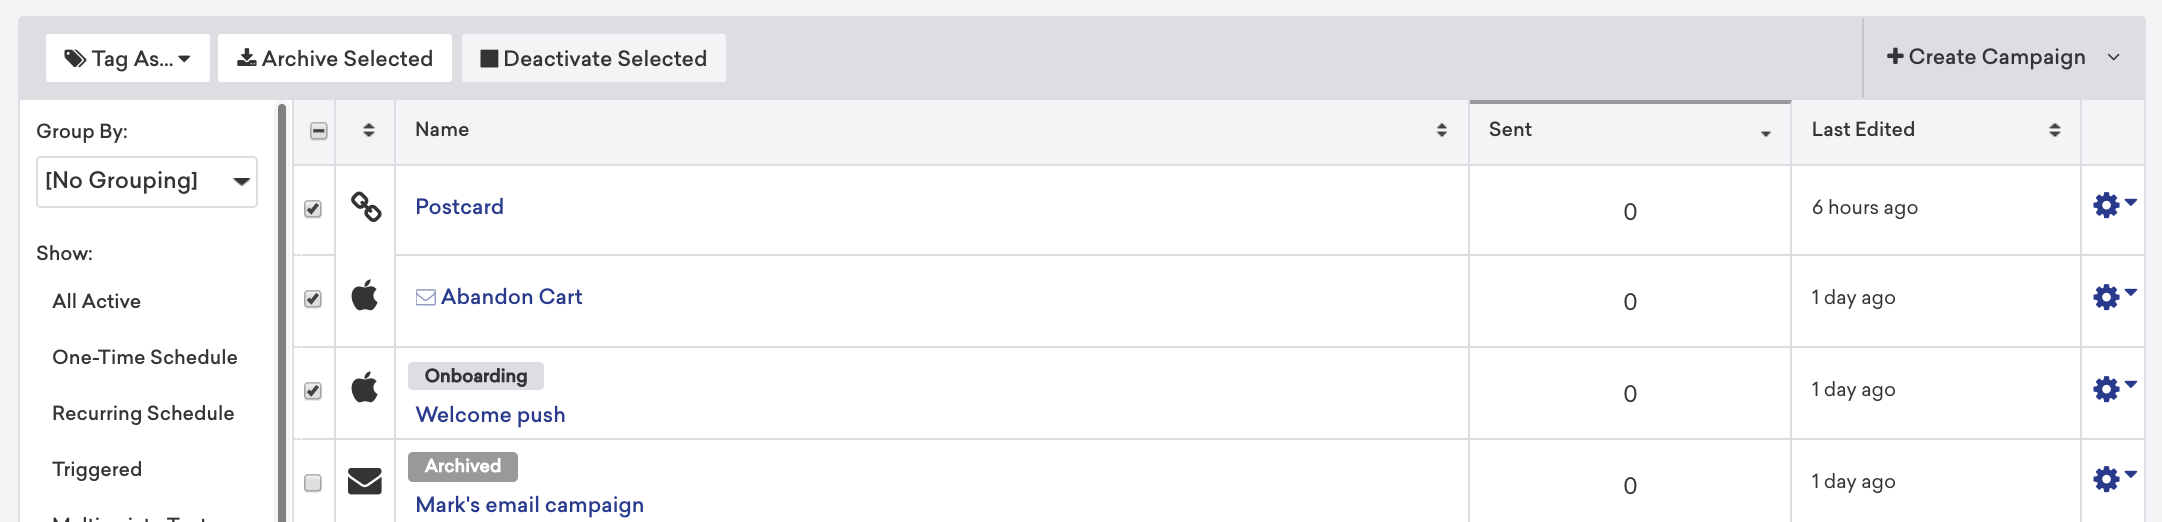 Tag As...
Archive Selected
Deactivate Selected
Create Campaign
Group By:
[No Grouping]
Show:
All Active
One-Time Schedule
Recurring Schedule
Triggered
Name
Sent
Last Edited
Postcard
0
6 hours ago
Abandon Cart
0
1 day ago
Onboarding
Welcome push
0
1 day ago
Archived
Mark's email campaign
0
1 day ago